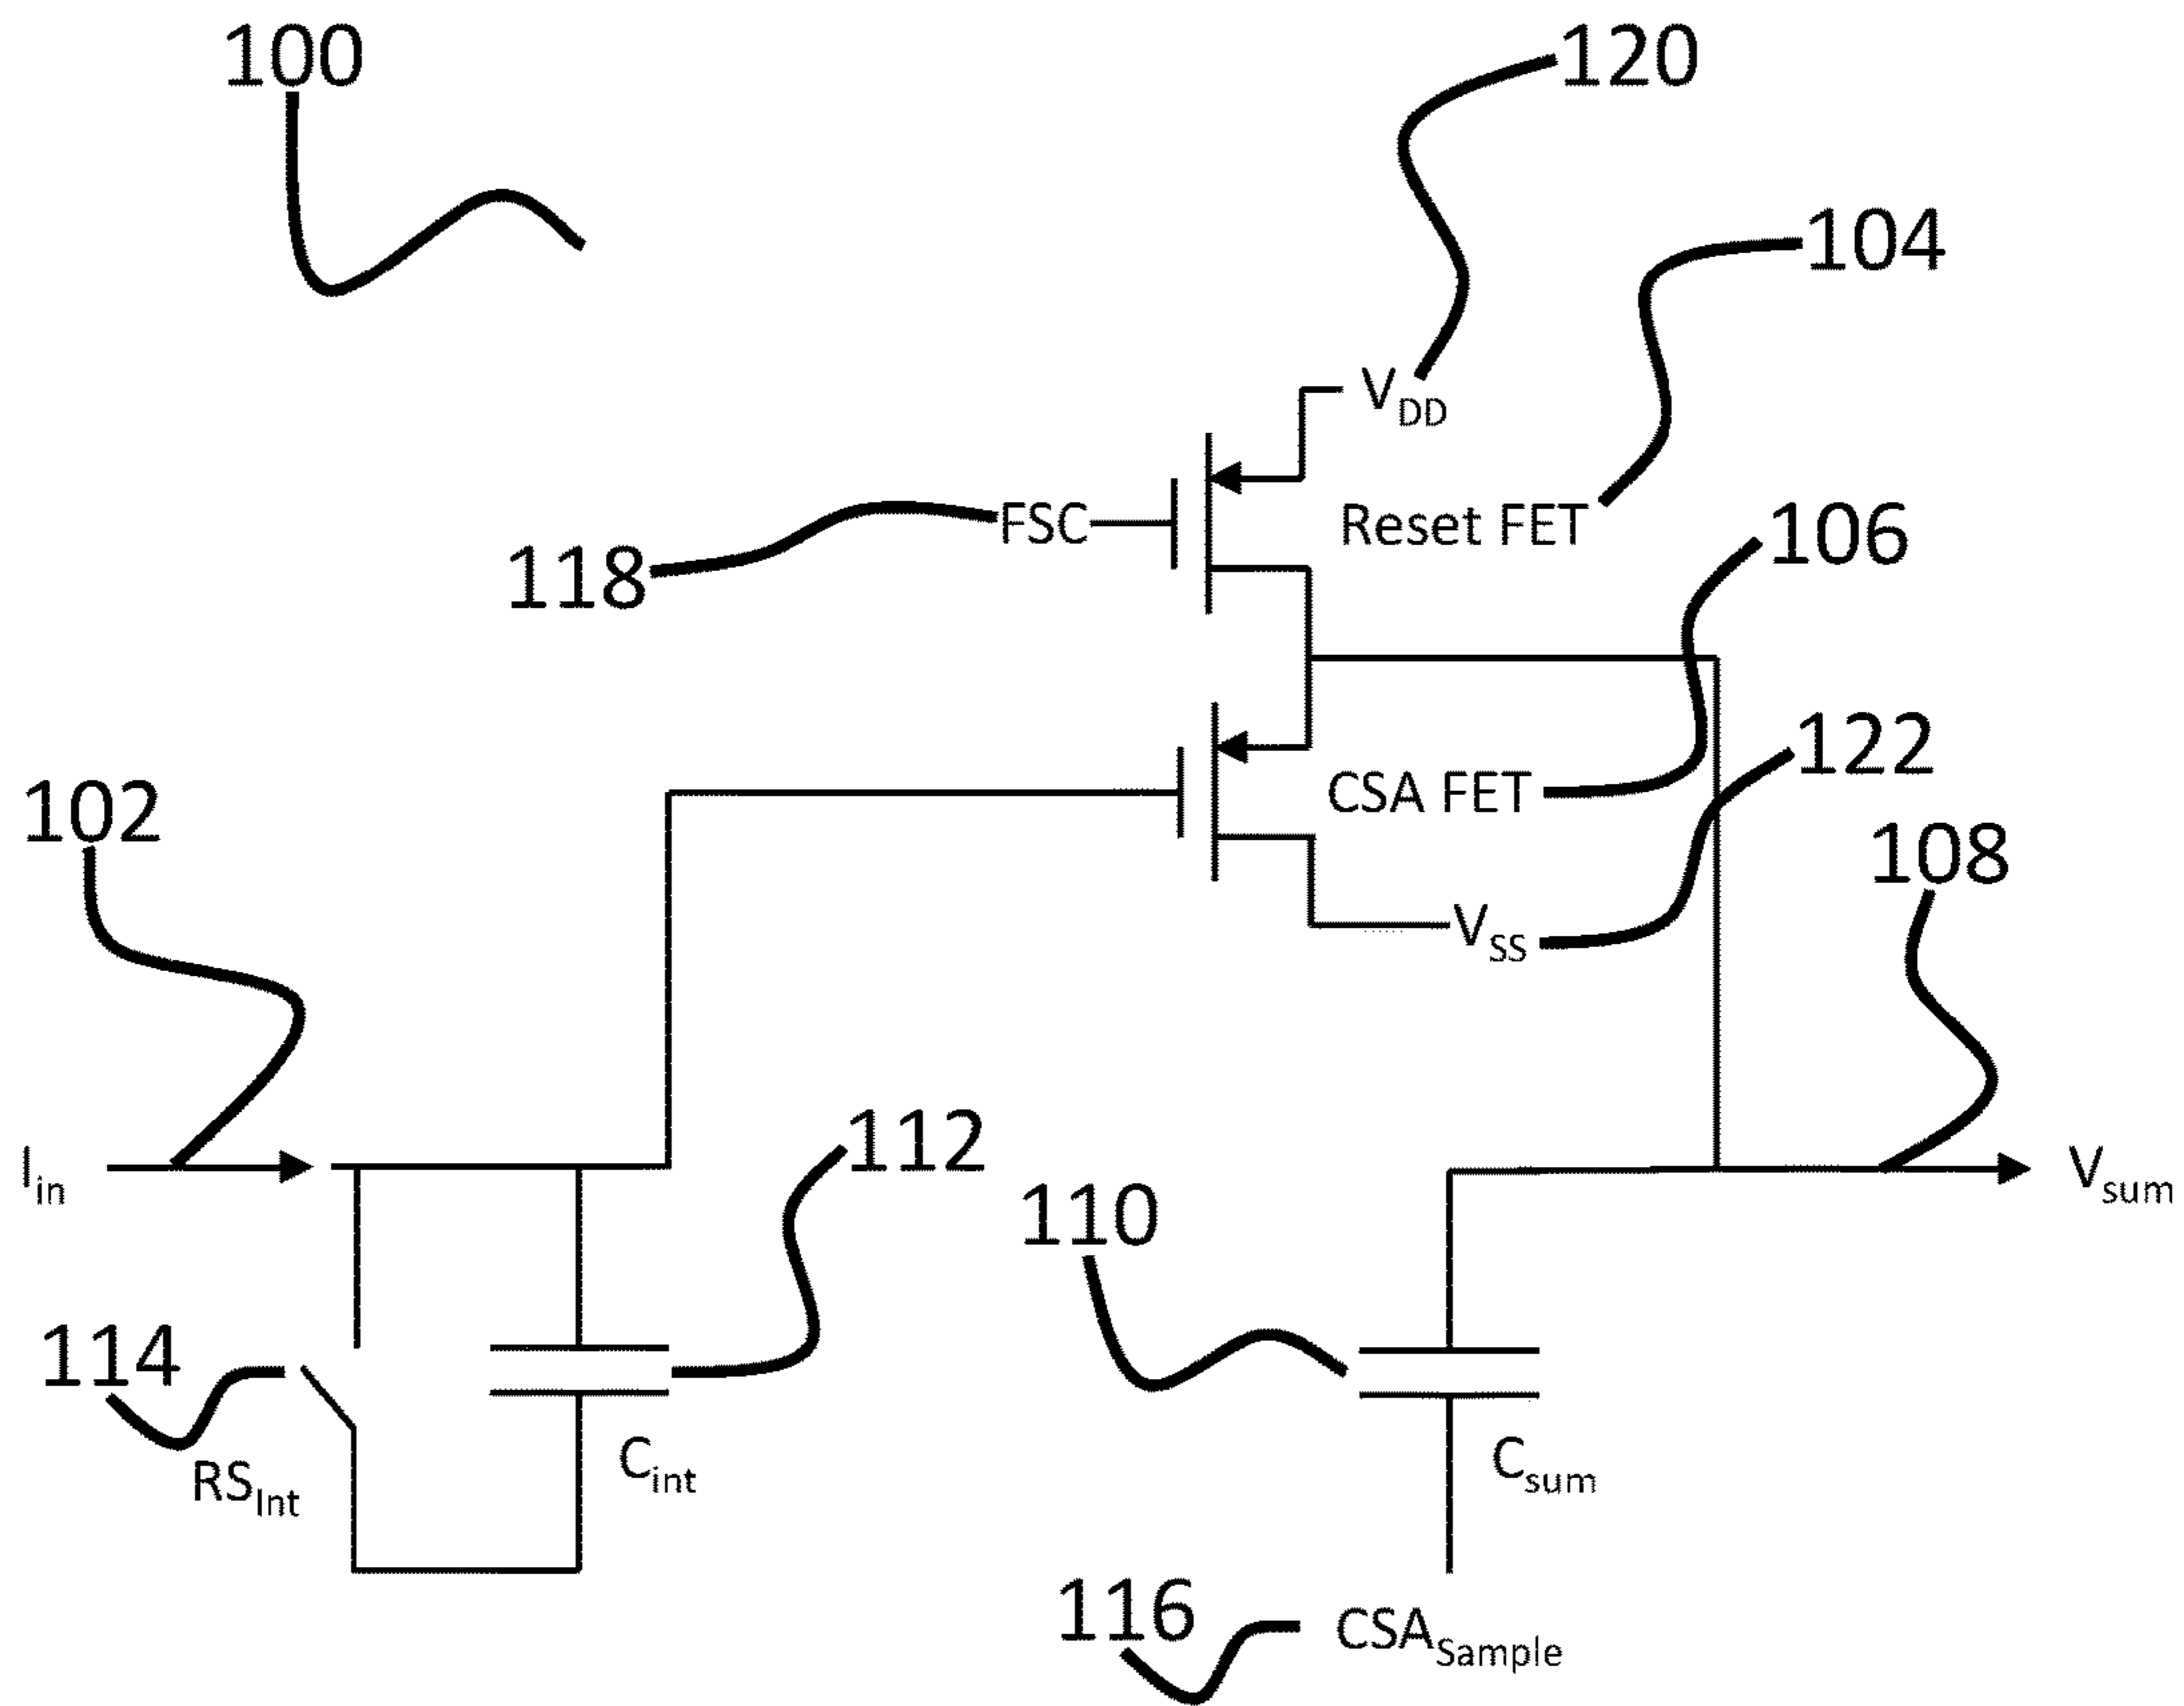 100
120
104
V_DD
FSC
Reset FET
118
106
122
CSA FET
102
108
V_SS
112
I_in
V_sum
110
114
C_int
C_sum
RS_Int
116
CSA_Sample